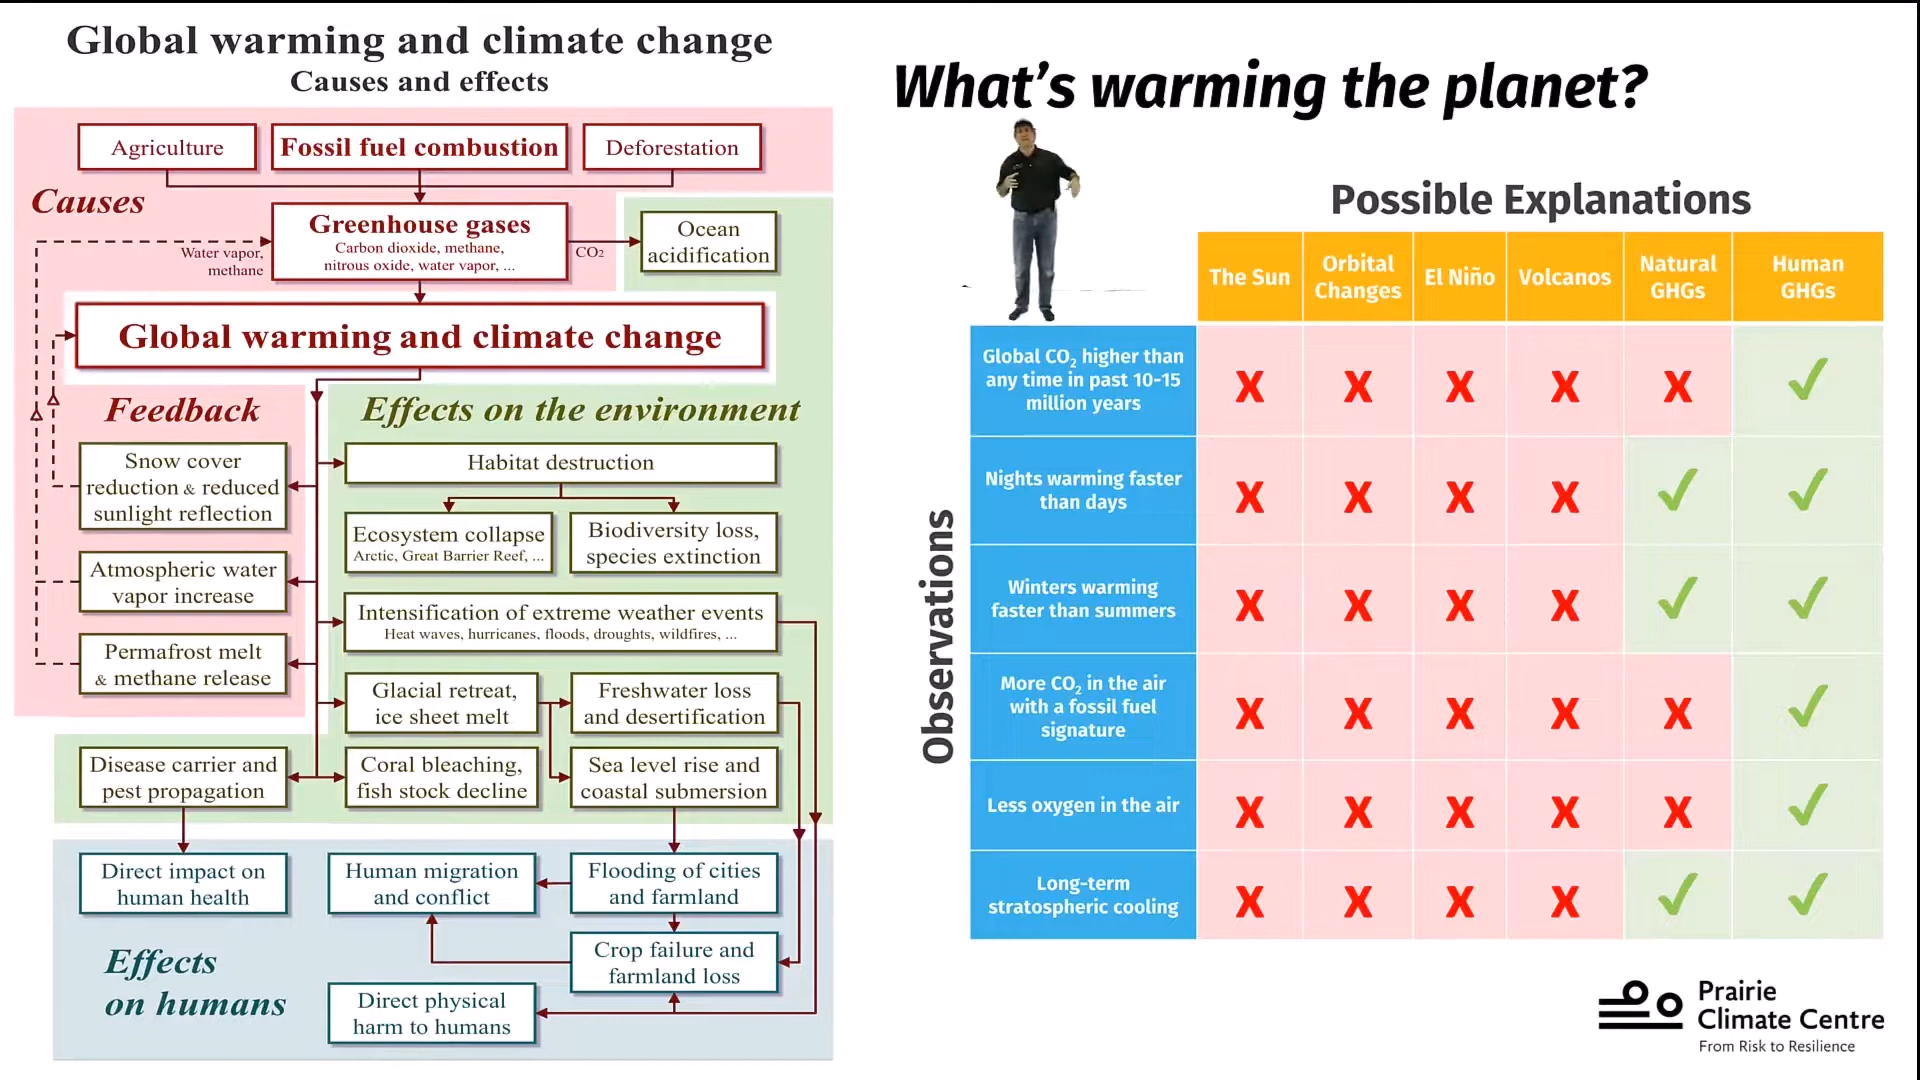 Global warming and climate change
Causes and effects
Agriculture
Fossil fuel combustion
Deforestation
Causes
Greenhouse gases
Carbon dioxide, methane,
nitrous oxide, water vapor, ...
Water vapor,
methane
CO₂
Ocean
acidification
Global warming and climate change
Feedback
Snow cover
reduction & reduced
sunlight reflection
Atmospheric water
vapor increase
Permafrost melt
& methane release
Effects on the environment
Habitat destruction
Ecosystem collapse
Arctic, Great Barrier Reef, ...
Biodiversity loss,
species extinction
Intensification of extreme weather events
Heat waves, hurricanes, floods, droughts, wildfires, ...
Glacial retreat,
ice sheet melt
Freshwater loss
and desertification
Disease carrier and
pest propagation
Coral bleaching,
fish stock decline
Sea level rise and
coastal submersion
Direct impact on
human health
Human migration
and conflict
Flooding of cities
and farmland
Effects
on humans
Crop failure and
farmland loss
Direct physical
harm to humans
What's warming the planet?
Possible Explanations
The Sun
Orbital
Changes
El Niño
Volcanos
Natural
GHGs
Human
GHGs
Observations
Global CO₂ higher than
any time in past 10-15
million years
X X X X X ✓
Nights warming faster
than days
X X X X ✓ ✓
Winters warming
faster than summers
X X X X ✓ ✓
More CO₂ in the air
with a fossil fuel
signature
X X X X X ✓
Less oxygen in the air
X X X X X ✓
Long-term
stratospheric cooling
X X X X ✓ ✓
Prairie
Climate Centre
From Risk to Resilience